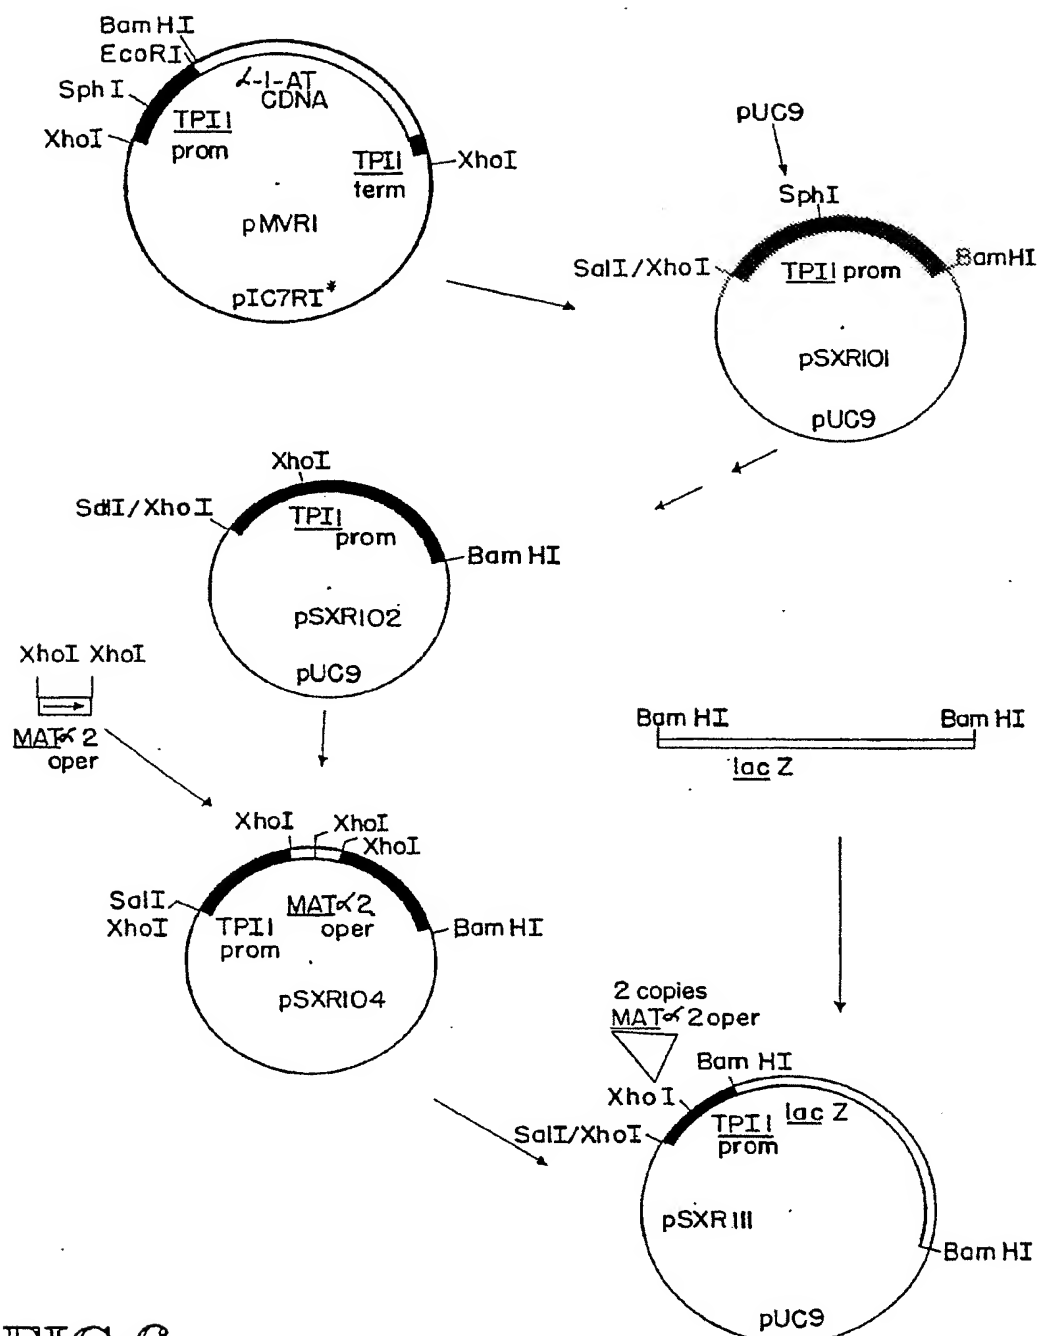 BamHI
EcoRI
SphI
XhoI
α-1-AT
CDNA
TPI1
prom
TPI1
term
XhoI
pMVR1
pIC7RI*
pUC9
SphI
SalI/XhoI
BamHI
TPI1 prom
pSXR101
pUC9
XhoI
SalI/XhoI
TPI1
prom
BamHI
pSXR102
pUC9
XhoI XhoI
MATα2
oper
BamHI
BamHI
lac Z
XhoI
XhoI
XhoI
SalI
XhoI
TPI1
prom
MATα2
oper
BamHI
pSXR104
2 copies
MATα2 oper
BamHI
XhoI
SalI/XhoI
TPI1
prom
lac Z
pSXR111
BamHI
pUC9